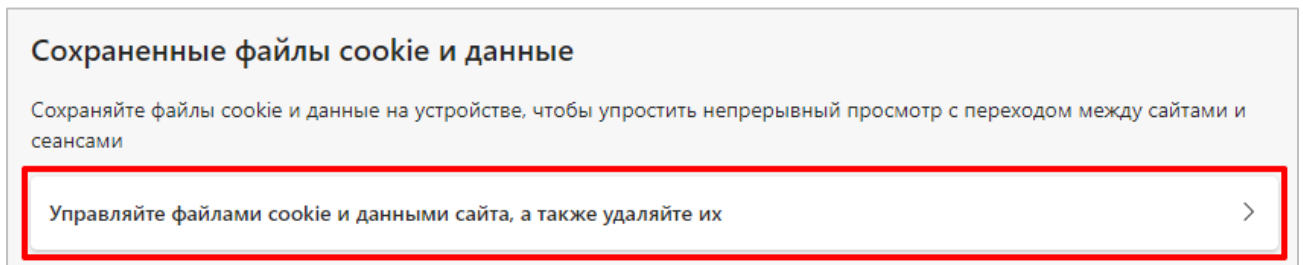 Сохраненные файлы cookie и данные
Сохраняйте файлы cookie и данные на устройстве, чтобы упростить непрерывный просмотр с переходом между сайтами и
сеансами
Управляйте файлами cookie и данными сайта, а также удаляйте их